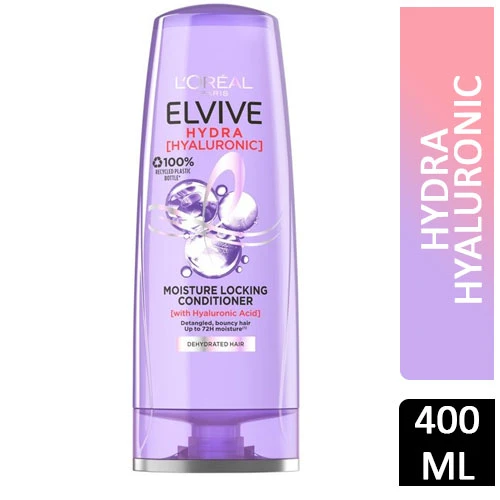 L'ORÉAL
PARIS
ELVIVE
HYDRA
[HYALURONIC]
100%
RECYCLED PLASTIC
BOTTLE*
MOISTURE LOCKING
CONDITIONER
[with Hyaluronic Acid]
Detangled, bouncy hair
Up to 72H moisture⁽¹⁾
DEHYDRATED HAIR
HYDRA
HYALURONIC
400
ML